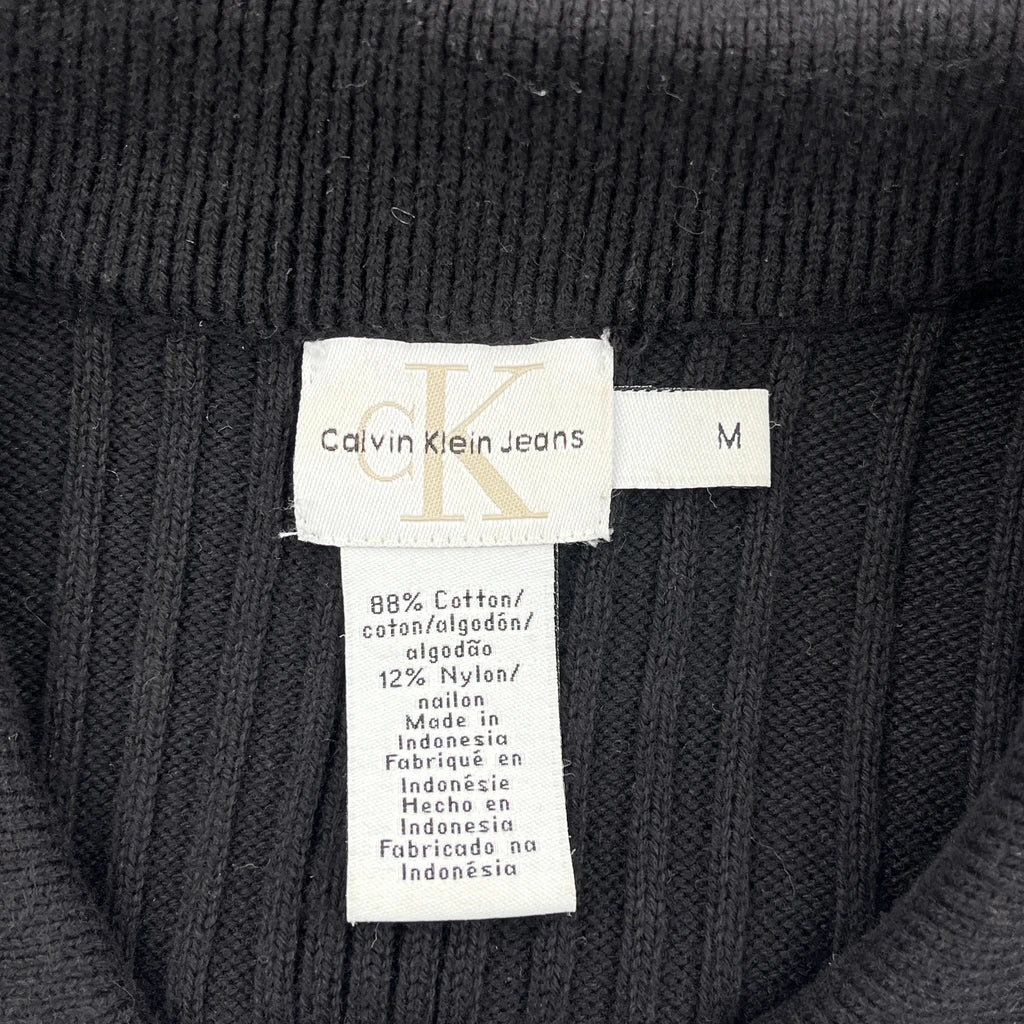 CK
Calvin Klein Jeans
M
88% Cotton/
coton/algodón/
algodão
12% Nylon/
nailon
Made in
Indonesia
Fabriqué en
Indonésie
Hecho en
Indonesia
Fabricado na
Indonésia